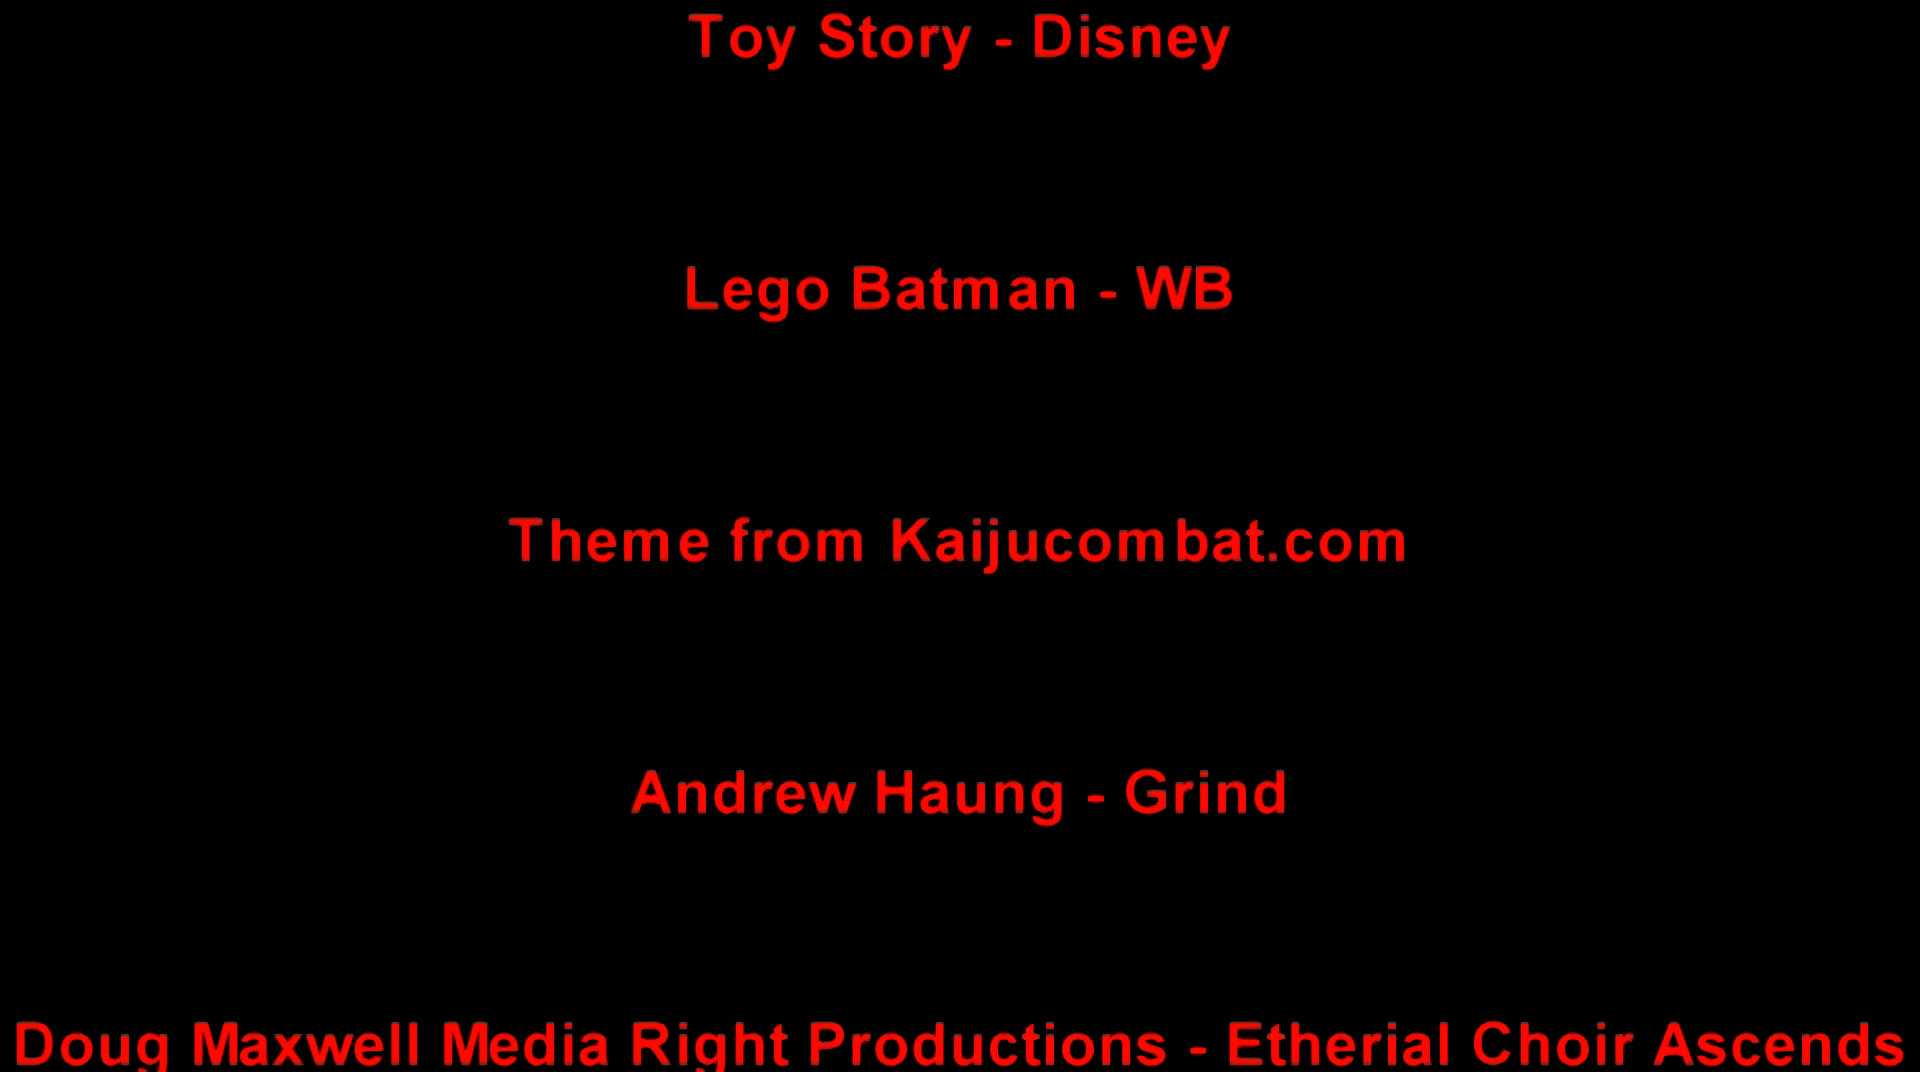 Toy Story - Disney
Lego Batman - WB
Theme from Kaijucombat.com
Andrew Haung - Grind
Doug Maxwell Media Right Productions - Etherial Choir Ascends